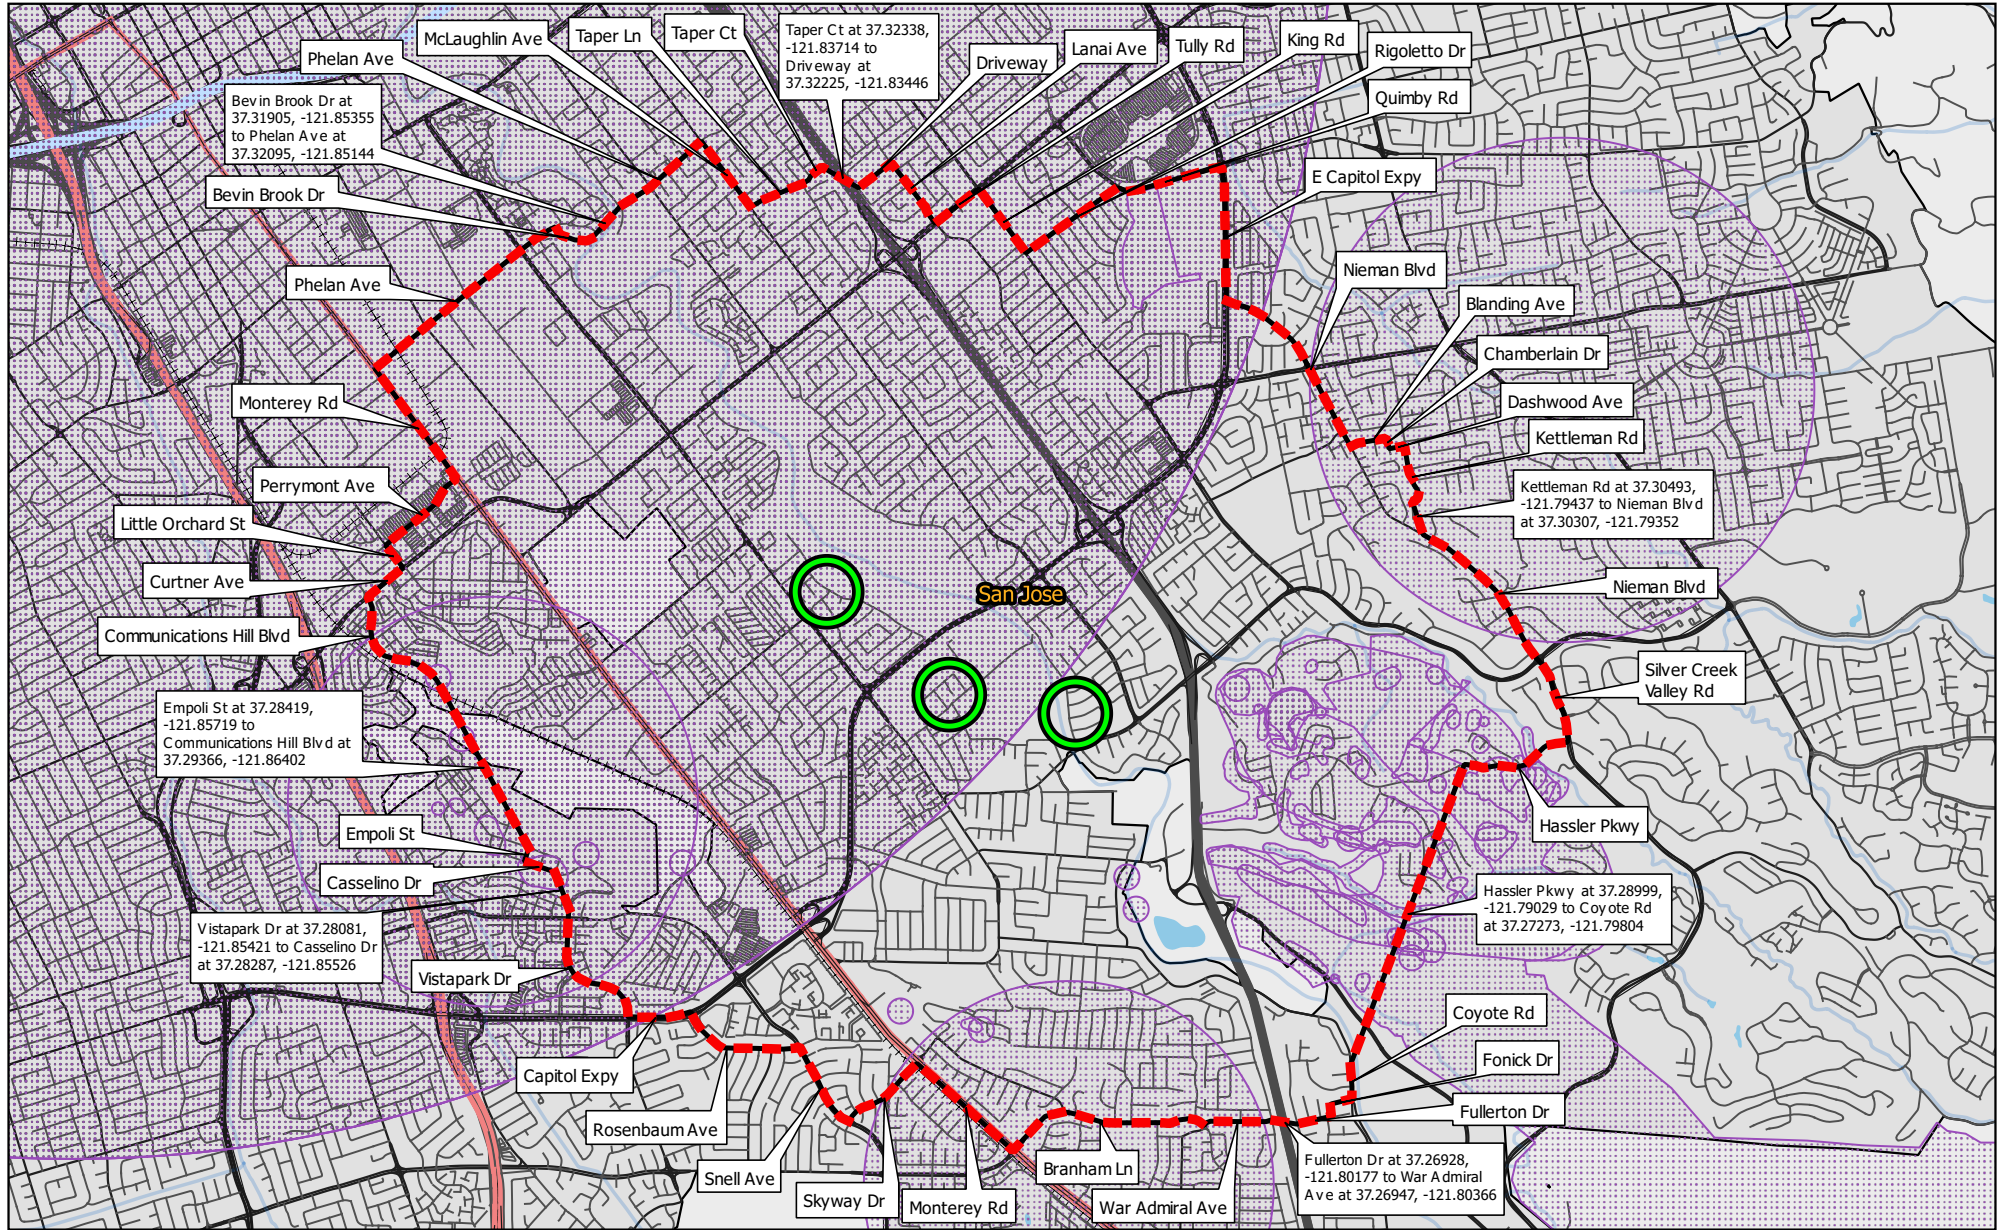 McLaughlin Ave
Taper Ln
Taper Ct
Taper Ct at 37.32338,
-121.83714 to
Driveway at
37.32225, -121.83446
Driveway
Lanai Ave
Tully Rd
King Rd
Rigoletto Dr
Phelan Ave
Quimby Rd
Bevin Brook Dr at
37.31905, -121.85355
to Phelan Ave at
37.32095, -121.85144
Bevin Brook Dr
E Capitol Expy
Phelan Ave
Nieman Blvd
Blanding Ave
Chamberlain Dr
Monterey Rd
Dashwood Ave
Kettleman Rd
Perrymont Ave
Kettleman Rd at 37.30493,
-121.79437 to Nieman Blvd
at 37.30307, -121.79352
Little Orchard St
Curtner Ave
San Jose
Nieman Blvd
Communications Hill Blvd
Silver Creek
Valley Rd
Empoli St at 37.28419,
-121.85719 to
Communications Hill Blvd at
37.29366, -121.86402
Empoli St
Hassler Pkwy
Casselino Dr
Hassler Pkwy at 37.28999,
-121.79029 to Coyote Rd
at 37.27273, -121.79804
Vistapark Dr at 37.28081,
-121.85421 to Casselino Dr
at 37.28287, -121.85526
Vistapark Dr
Coyote Rd
Fonick Dr
Capitol Expy
Fullerton Dr
Rosenbaum Ave
Snell Ave
Branham Ln
Fullerton Dr at 37.26928,
-121.80177 to War Admiral
Ave at 37.26947, -121.80366
Skyway Dr
Monterey Rd
War Admiral Ave